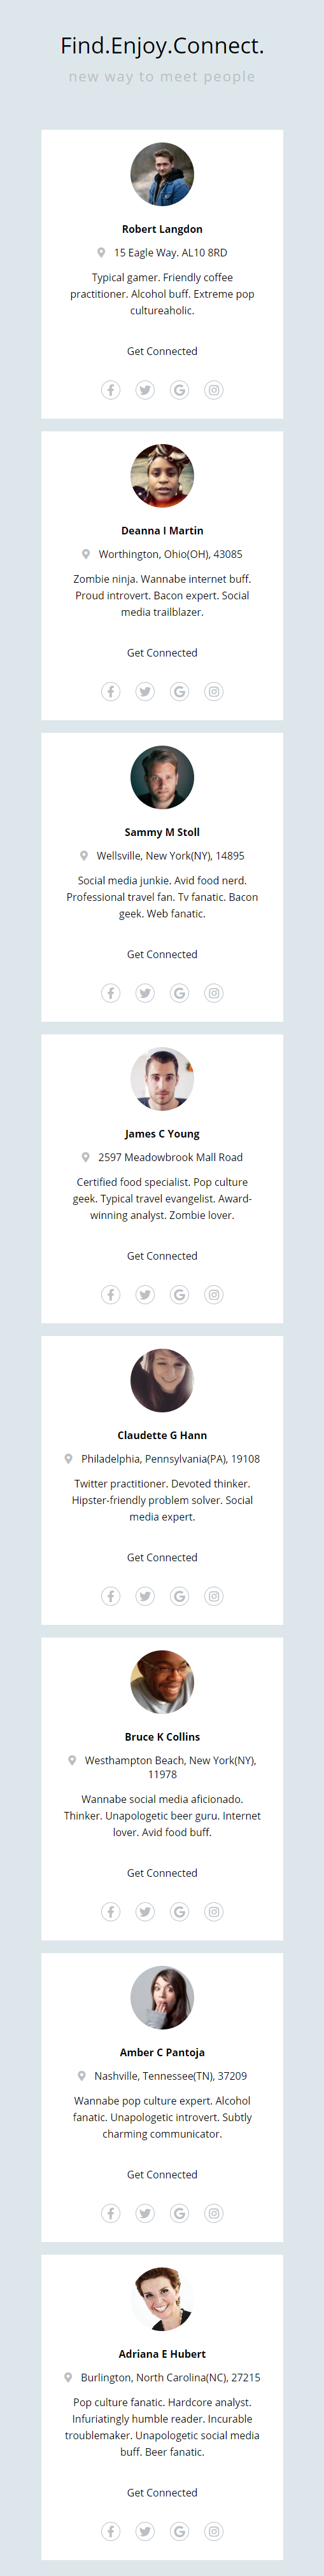 Find.Enjoy.Connect.
new way to meet people
Robert Langdon
15 Eagle Way. AL10 8RD
Typical gamer. Friendly coffee
practitioner. Alcohol buff. Extreme pop
cultureaholic.
Get Connected
Deanna I Martin
Worthington, Ohio(OH), 43085
Zombie ninja. Wannabe internet buff.
Proud introvert. Bacon expert. Social
media trailblazer.
Get Connected
Sammy M Stoll
Wellsville, New York(NY), 14895
Social media junkie. Avid food nerd.
Professional travel fan. Tv fanatic. Bacon
geek. Web fanatic.
Get Connected
James C Young
2597 Meadowbrook Mall Road
Certified food specialist. Pop culture
geek. Typical travel evangelist. Award-
winning analyst. Zombie lover.
Get Connected
Claudette G Hann
Philadelphia, Pennsylvania(PA), 19108
Twitter practitioner. Devoted thinker.
Hipster-friendly problem solver. Social
media expert.
Get Connected
Bruce K Collins
Westhampton Beach, New York(NY),
11978
Wannabe social media aficionado.
Thinker. Unapologetic beer guru. Internet
lover. Avid food buff.
Get Connected
Amber C Pantoja
Nashville, Tennessee(TN), 37209
Wannabe pop culture expert. Alcohol
fanatic. Unapologetic introvert. Subtly
charming communicator.
Get Connected
Adriana E Hubert
Burlington, North Carolina(NC), 27215
Pop culture fanatic. Hardcore analyst.
Infuriatingly humble reader. Incurable
troublemaker. Unapologetic social media
buff. Beer fanatic.
Get Connected